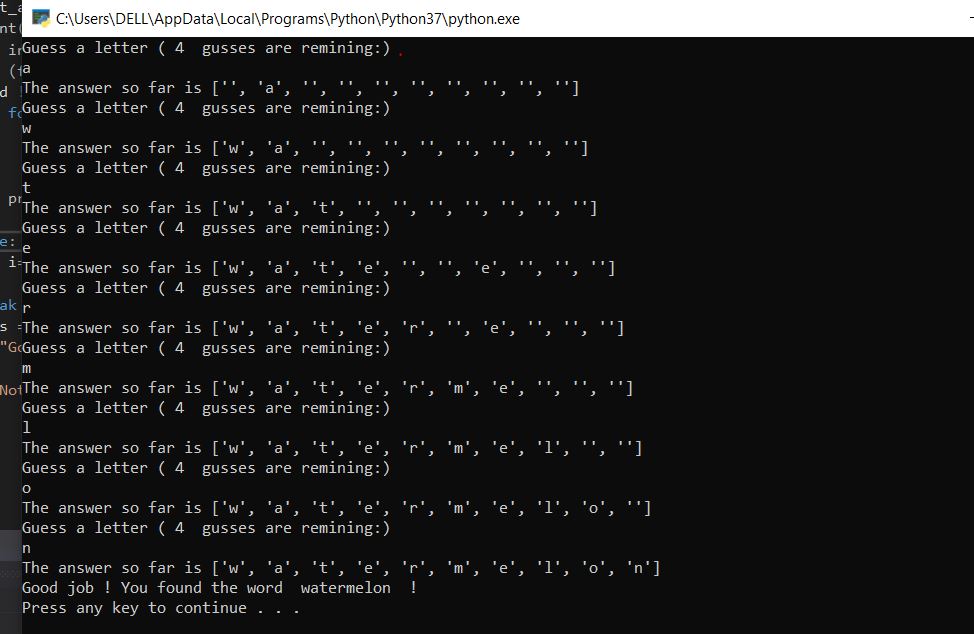 C:\Users\DELL\AppData\Local\Programs\Python\Python37\python.exe
Guess a letter ( 4  gusses are remining:)
a
The answer so far is ['', 'a', '', '', '', '', '', '', '', '']
Guess a letter ( 4  gusses are remining:)
w
The answer so far is ['w', 'a', '', '', '', '', '', '', '', '']
Guess a letter ( 4  gusses are remining:)
t
The answer so far is ['w', 'a', 't', '', '', '', '', '', '', '']
Guess a letter ( 4  gusses are remining:)
e
The answer so far is ['w', 'a', 't', 'e', '', '', 'e', '', '', '']
Guess a letter ( 4  gusses are remining:)
r
The answer so far is ['w', 'a', 't', 'e', 'r', '', 'e', '', '', '']
Guess a letter ( 4  gusses are remining:)
m
The answer so far is ['w', 'a', 't', 'e', 'r', 'm', 'e', '', '', '']
Guess a letter ( 4  gusses are remining:)
l
The answer so far is ['w', 'a', 't', 'e', 'r', 'm', 'e', 'l', '', '']
Guess a letter ( 4  gusses are remining:)
o
The answer so far is ['w', 'a', 't', 'e', 'r', 'm', 'e', 'l', 'o', '']
Guess a letter ( 4  gusses are remining:)
n
The answer so far is ['w', 'a', 't', 'e', 'r', 'm', 'e', 'l', 'o', 'n']
Good job ! You found the word  watermelon  !
Press any key to continue . . .